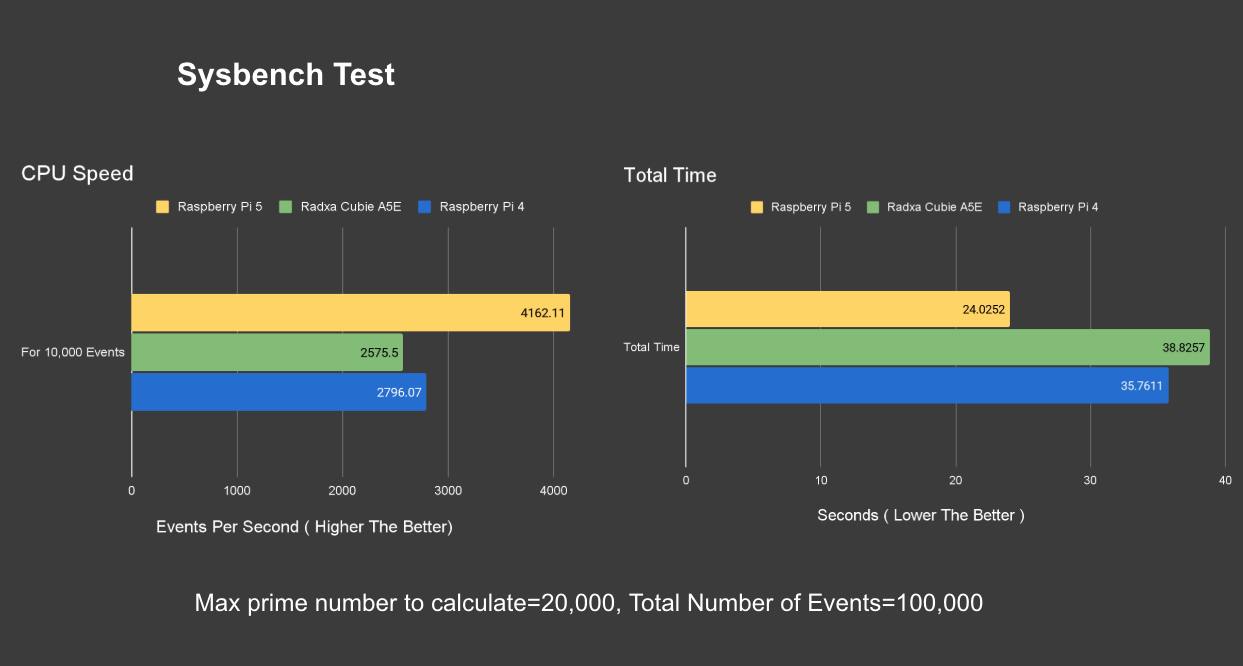 Sysbench Test
CPU Speed
Raspberry Pi 5 Radxa Cubie A5E Raspberry Pi 4
4162.11
For 10,000 Events 2575.5
2796.07
0 1000 2000 3000 4000
Events Per Second ( Higher The Better)
Total Time
Raspberry Pi 5 Radxa Cubie A5E Raspberry Pi 4
24.0252
Total Time 38.8257
35.7611
0 10 20 30 40
Seconds ( Lower The Better )
Max prime number to calculate=20,000, Total Number of Events=100,000